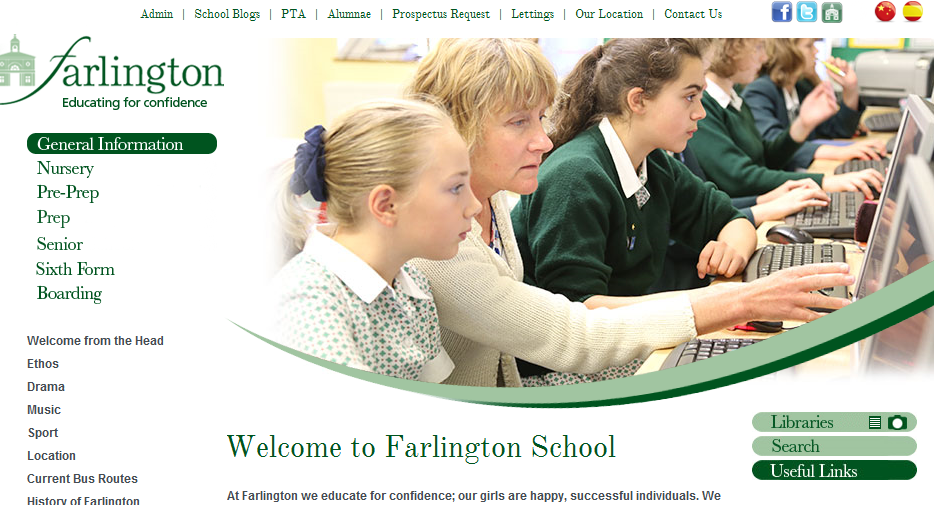 Admin | School Blogs | PTA | Alumnae | Prospectus Request | Lettings | Our Location | Contact Us
Farlington
Educating for confidence
General Information
Nursery
Pre-Prep
Prep
Senior
Sixth Form
Boarding
Welcome from the Head
Ethos
Drama
Music
Sport
Location
Current Bus Routes
History of Farlington
Libraries
Search
Useful Links
Welcome to Farlington School
At Farlington we educate for confidence; our girls are happy, successful individuals. We